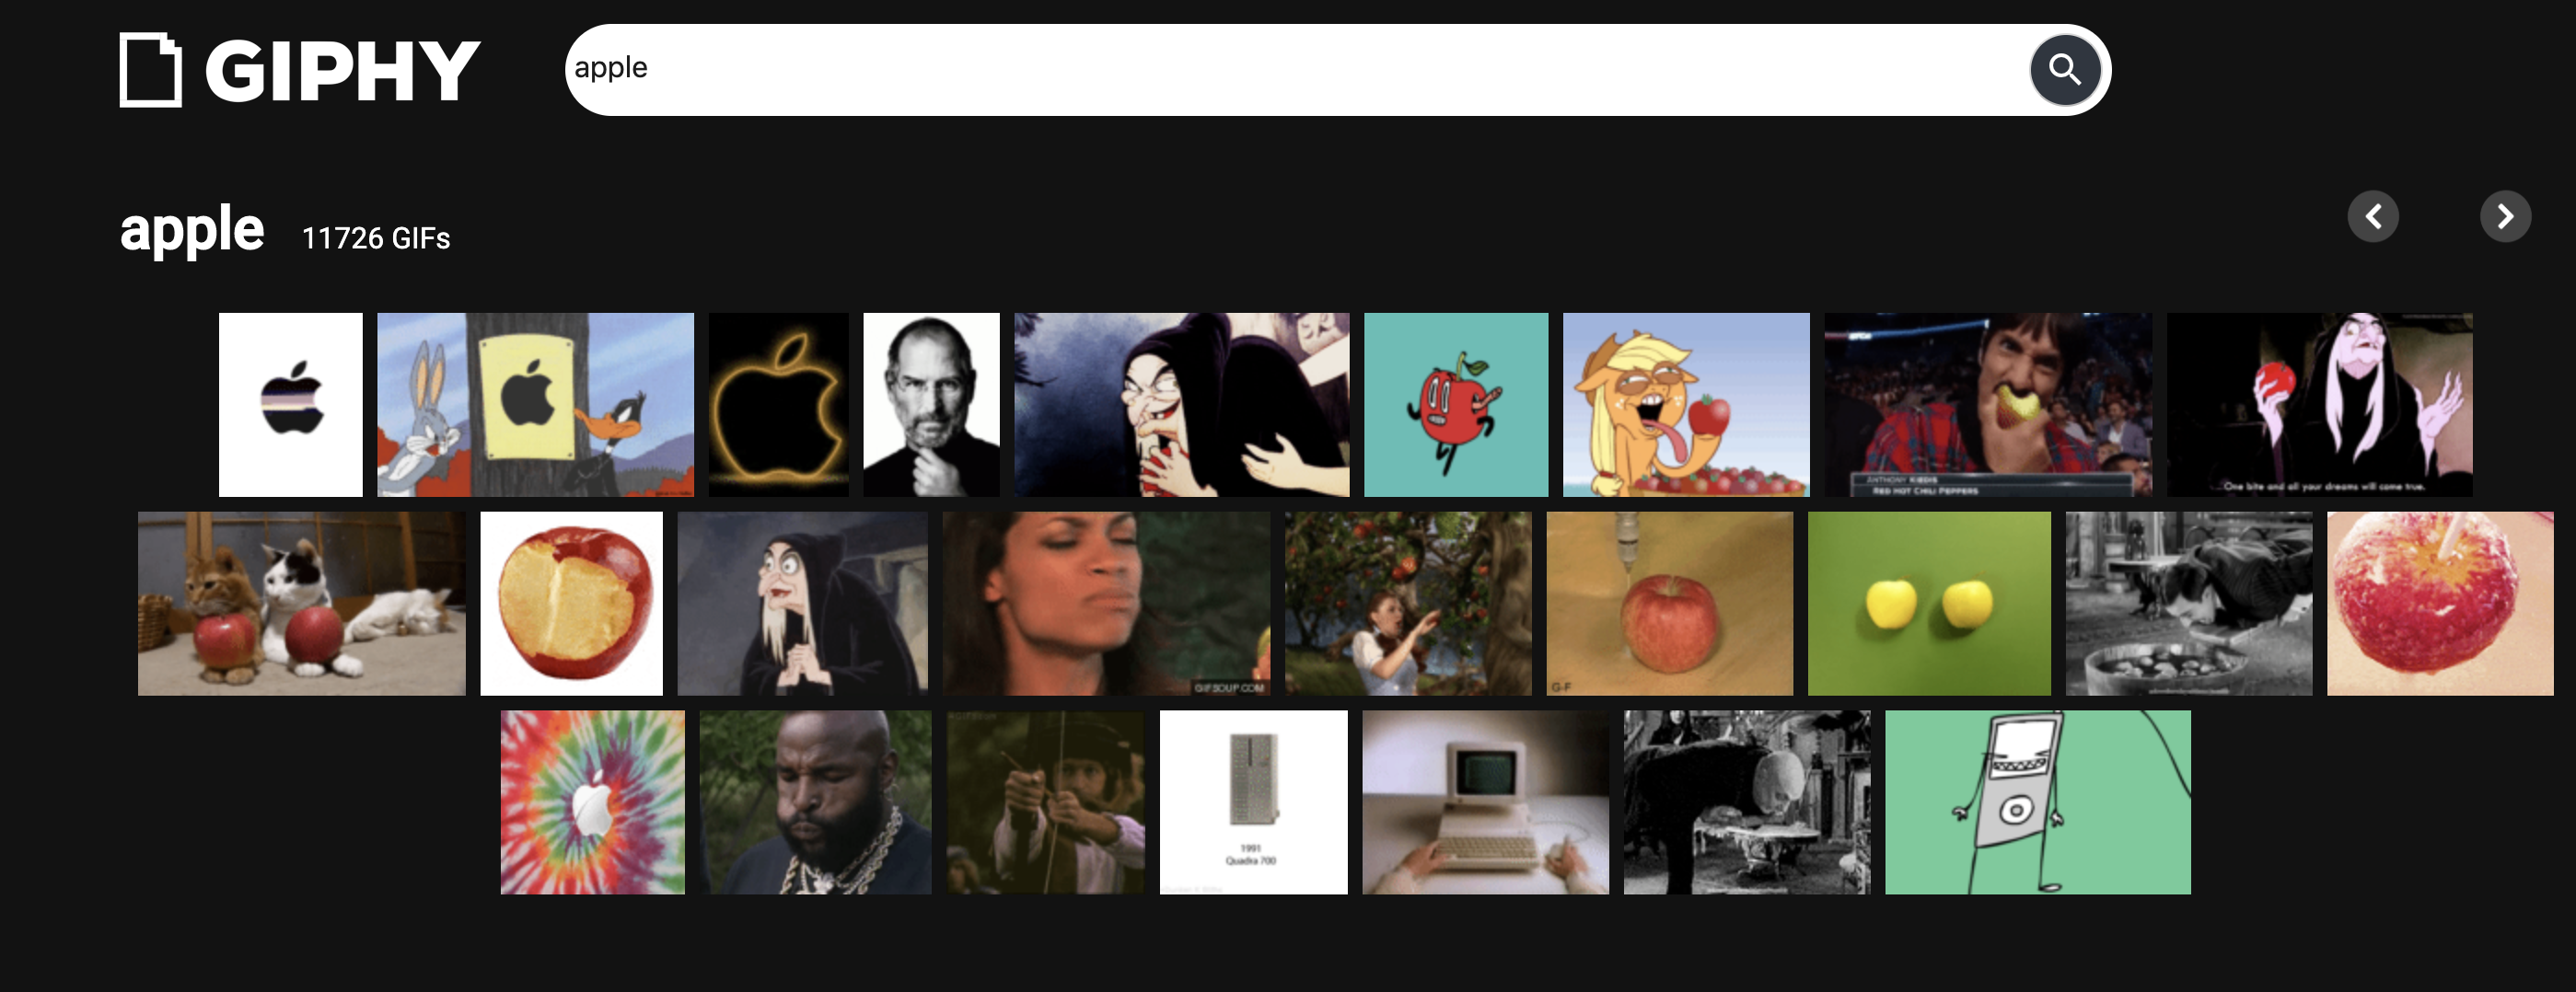 GIPHY
apple
apple 11726 GIFs
ANTHONY KIEDIS
RED HOT CHILI PEPPERS
One bite and all your dreams will come true.
GIFSOUP.COM
G-F
1991
Quadra 700